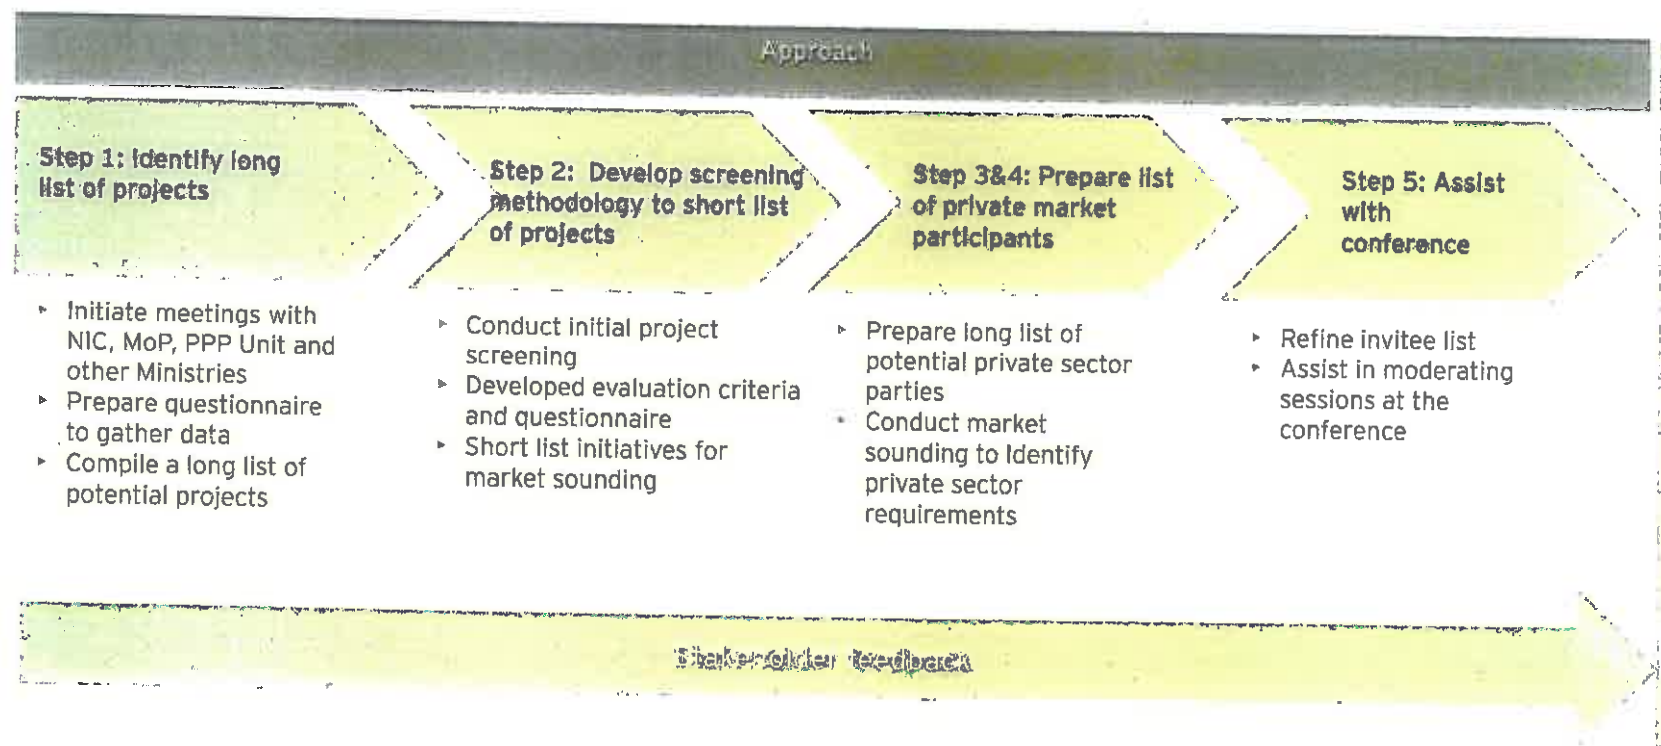 Approach
Step 1: Identify long
list of projects
Step 2: Develop screening
methodology to short list
of projects
Step 3&4: Prepare list
of private market
participants
Step 5: Assist
with
conference
▸ Initiate meetings with
NIC, MoP, PPP Unit and
other Ministries
▸ Prepare questionnaire
to gather data
▸ Compile a long list of
potential projects
▸ Conduct initial project
screening
▸ Developed evaluation criteria
and questionnaire
▸ Short list initiatives for
market sounding
▸ Prepare long list of
potential private sector
parties
▸ Conduct market
sounding to Identify
private sector
requirements
▸ Refine invitee list
▸ Assist in moderating
sessions at the
conference
Stakeholder feedback